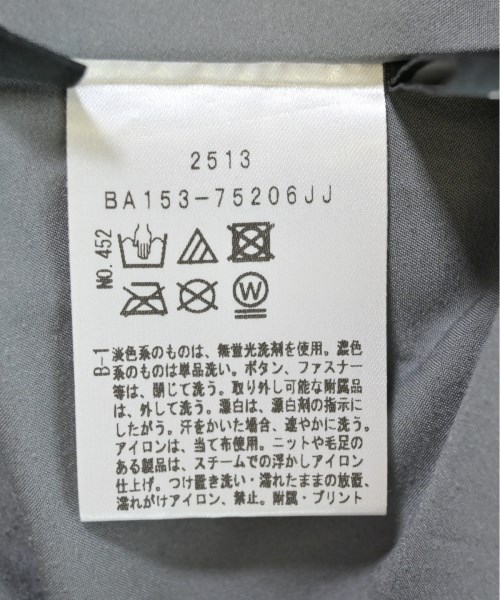 2513
BA153-75206JJ
NO.452
W
B-1
淡色系のものは、無蛍光洗剤を使用。濃色
系のものは単品洗い。ボタン、ファスナー
等は、閉じて洗う。取り外し可能な附属品
は、外して洗う。漂白は、漂白剤の指示に
したがう。汗をかいた場合、速やかに洗う。
アイロンは、当て布使用。ニットや毛足の
ある製品は、スチームでの浮かしアイロン
仕上げ。つけ置き洗い・濡れたままの放置、
濡れがけアイロン、禁止。附属・プリント